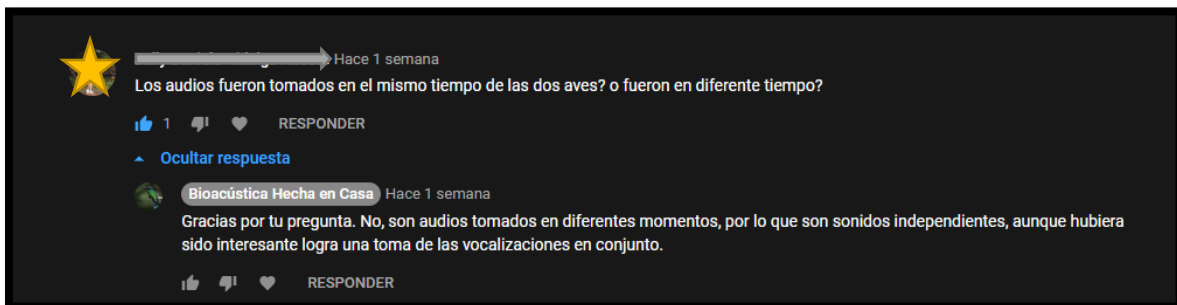 Hace 1 semana
Los audios fueron tomados en el mismo tiempo de las dos aves? o fueron en diferente tiempo?
1 RESPONDER
Ocultar respuesta
Bioacústica Hecha en Casa Hace 1 semana
Gracias por tu pregunta. No, son audios tomados en diferentes momentos, por lo que son sonidos independientes, aunque hubiera
sido interesante logra una toma de las vocalizaciones en conjunto.
RESPONDER